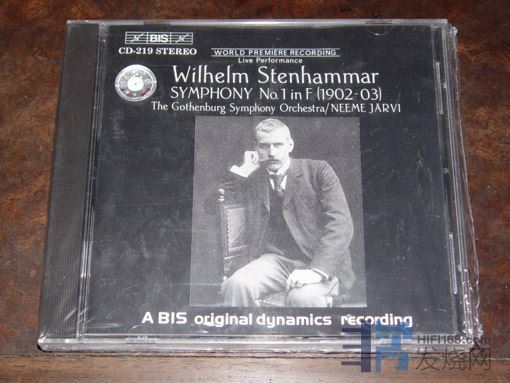 BIS
CD-219 STEREO
WORLD PREMIERE RECORDING
Live Performance
Wilhelm Stenhammar
SYMPHONY No.1 in F (1902-03)
The Gothenburg Symphony Orchestra/NEEME JÄRVI
A BIS original dynamics recording
HIFI168.com
发烧网